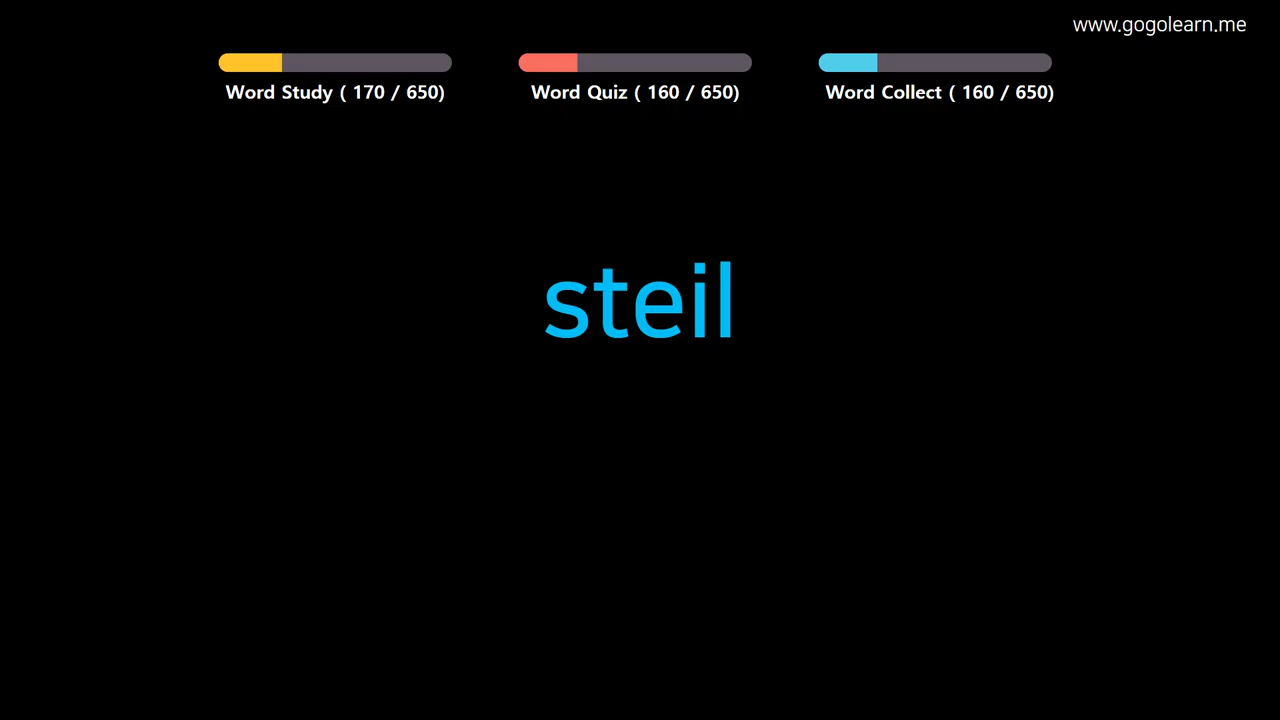 www.gogolearn.me
Word Study ( 170 / 650)
Word Quiz ( 160 / 650)
Word Collect ( 160 / 650)
steil